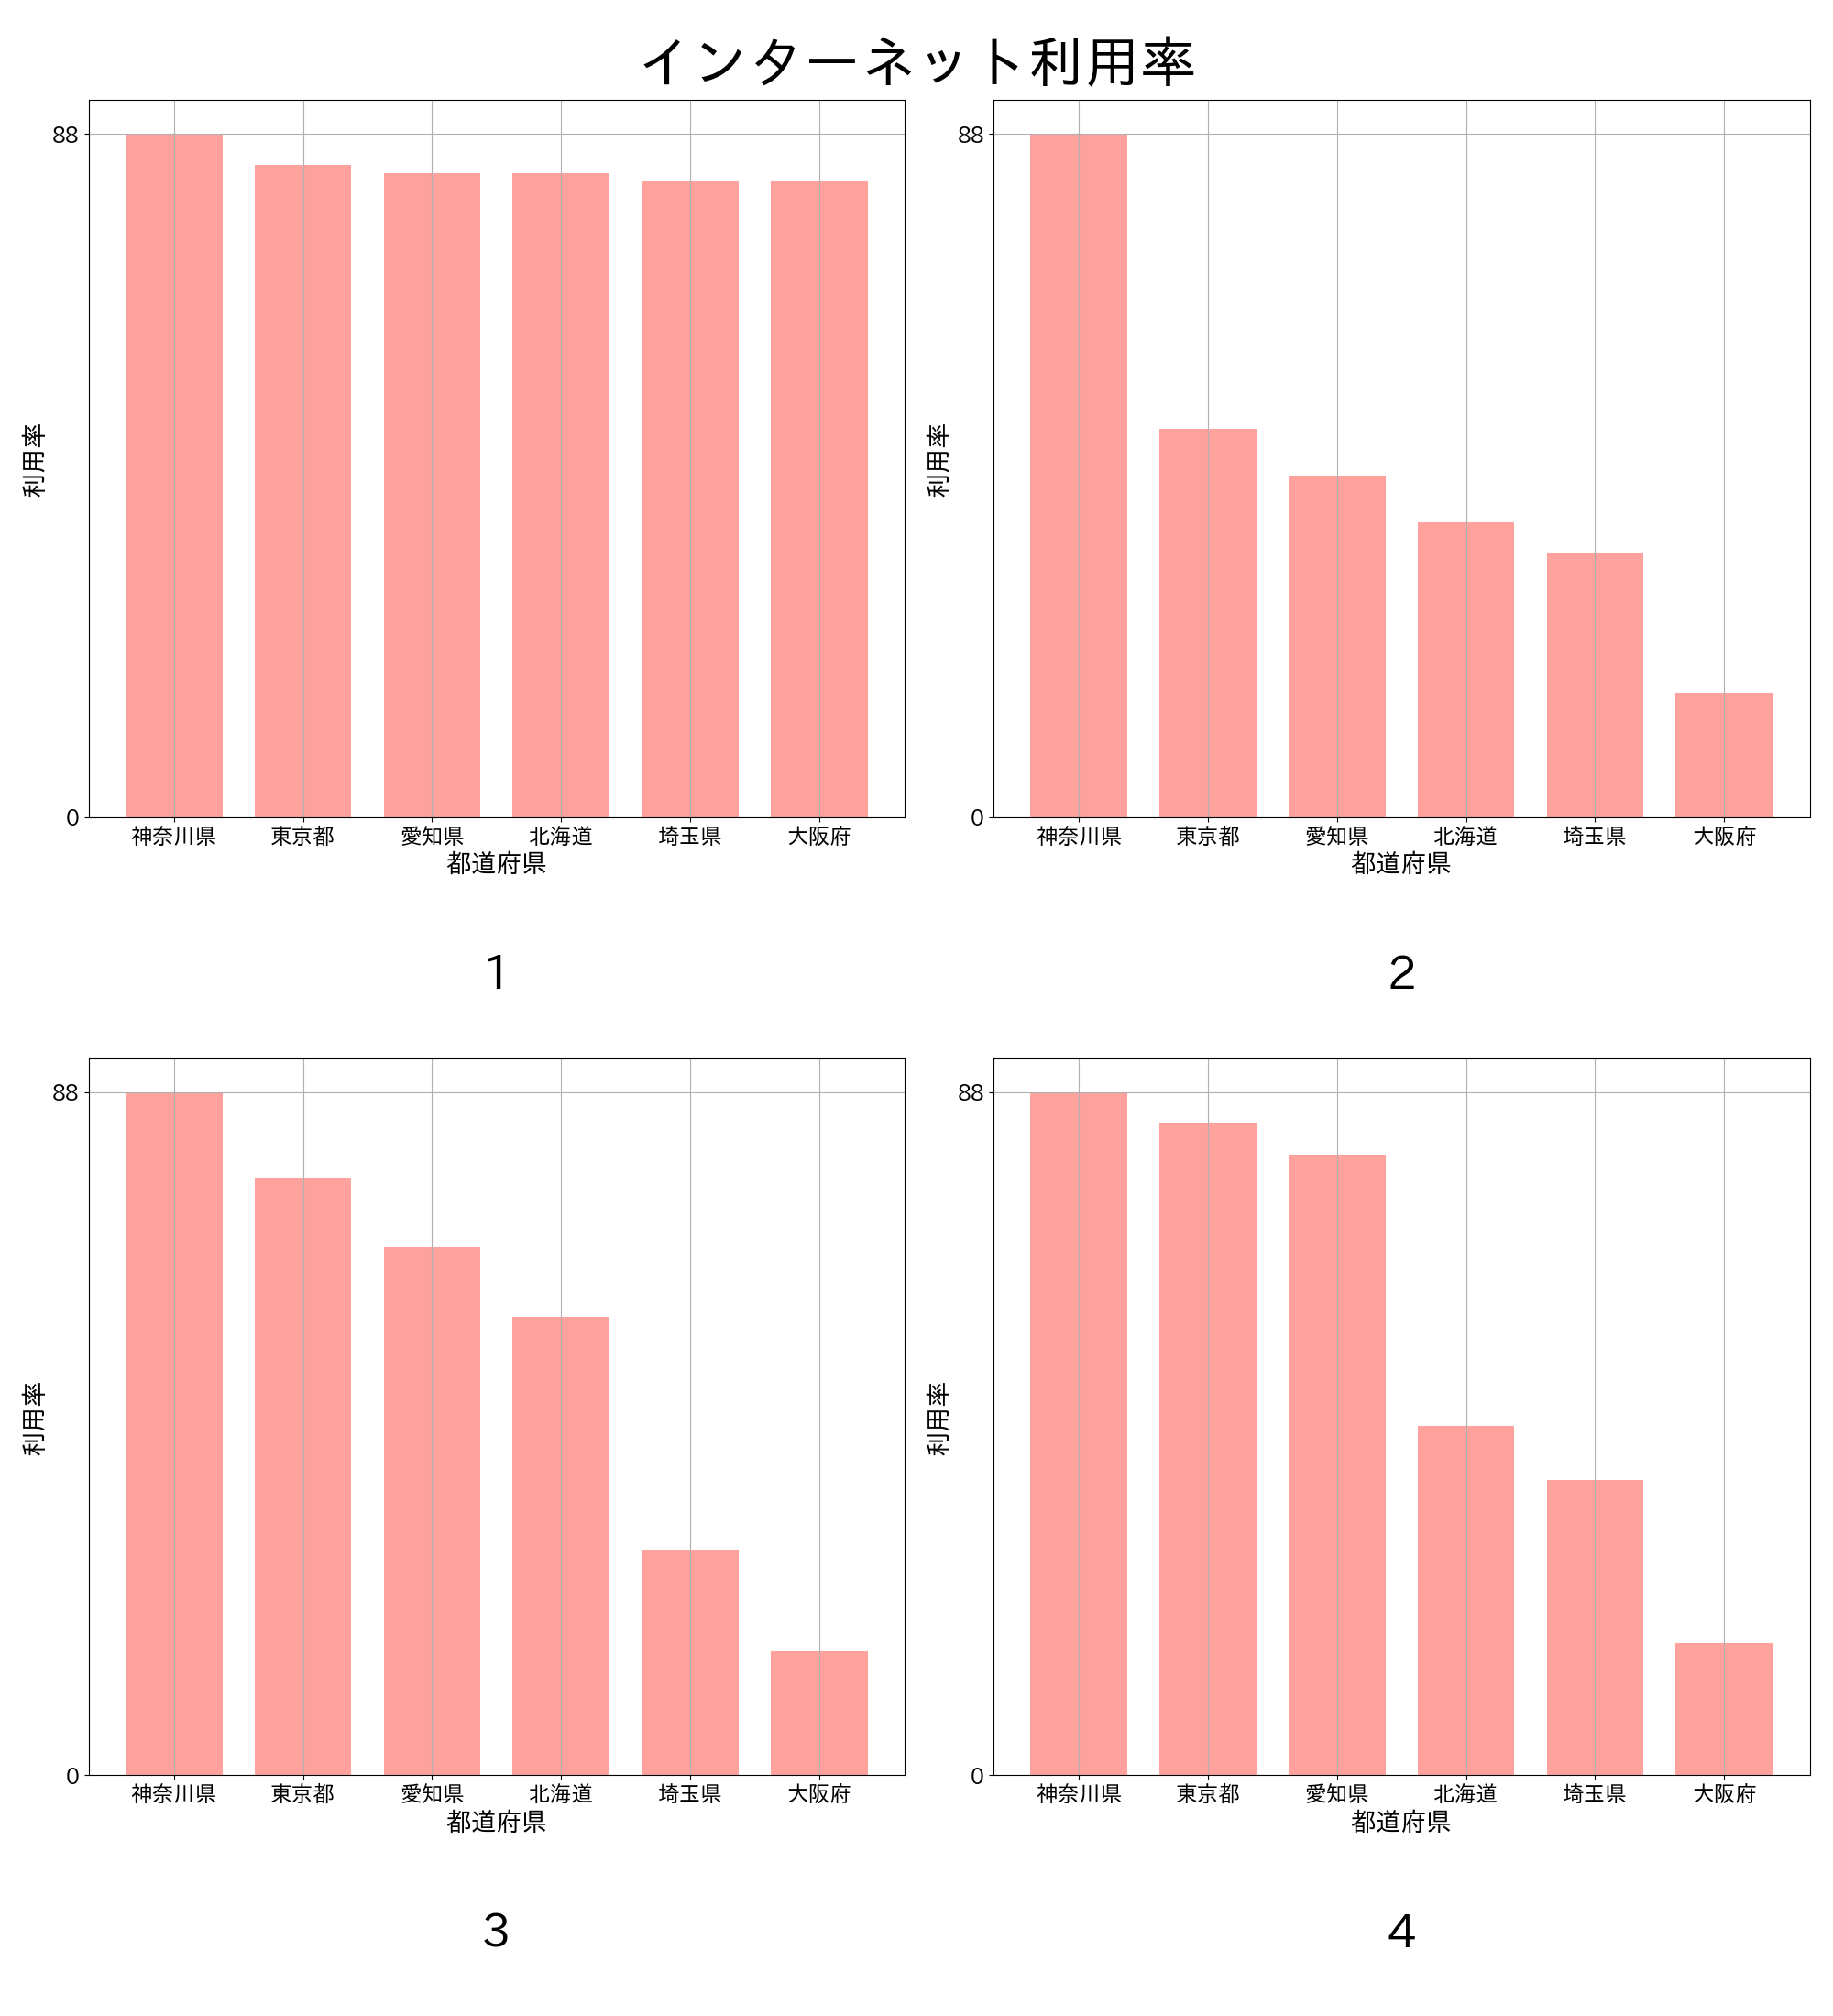 インターネット利用率
88
0
利用率
神奈川県 東京都 愛知県 北海道 埼玉県 大阪府
都道府県
1
88
0
利用率
神奈川県 東京都 愛知県 北海道 埼玉県 大阪府
都道府県
2
88
0
利用率
神奈川県 東京都 愛知県 北海道 埼玉県 大阪府
都道府県
3
88
0
利用率
神奈川県 東京都 愛知県 北海道 埼玉県 大阪府
都道府県
4